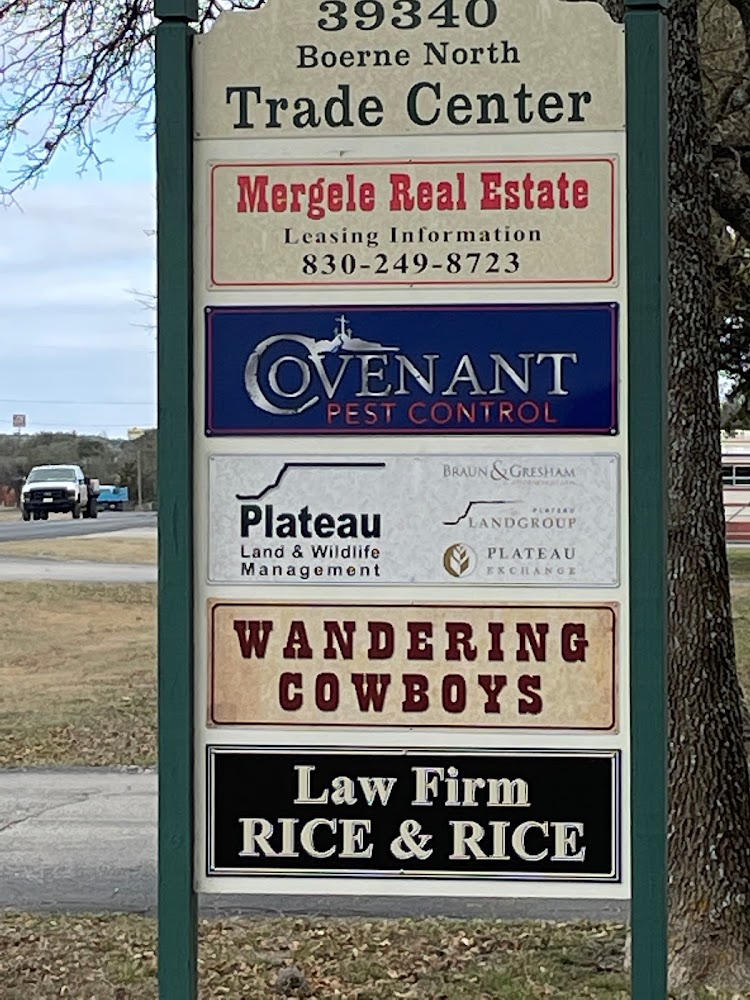 39340
Boerne North
Trade Center
Mergele Real Estate
Leasing Information
830-249-8723
COVENANT
PEST CONTROL
Plateau
Land & Wildlife
Management
BRAUN & GRESHAM
PLATEAU
LANDGROUP
PLATEAU
EXCHANGE
WANDERING
COWBOYS
Law Firm
RICE & RICE